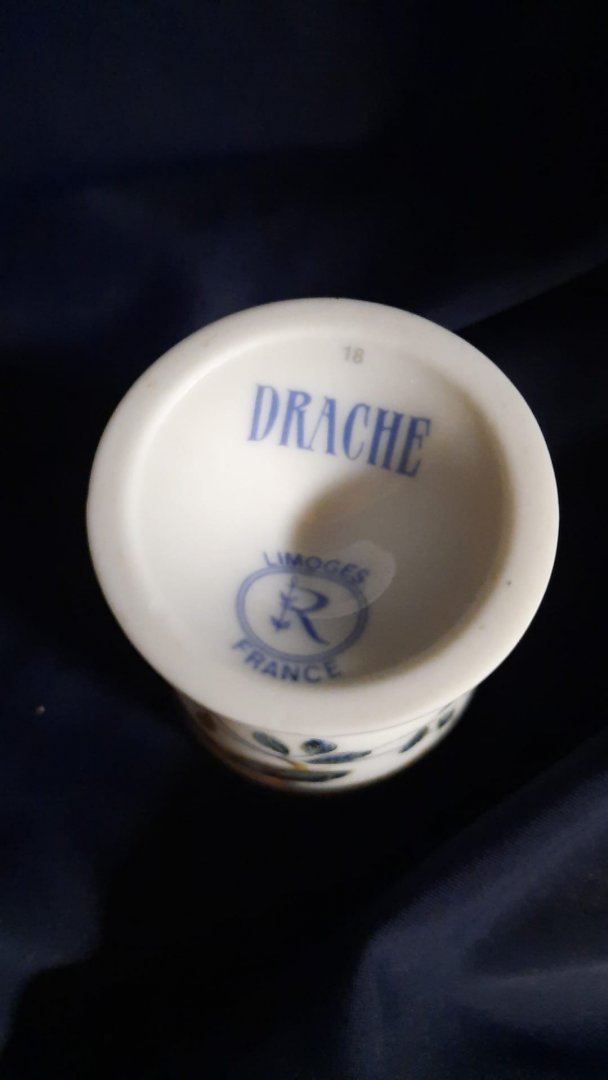 18
DRACHE
LIMOGES
R
FRANCE